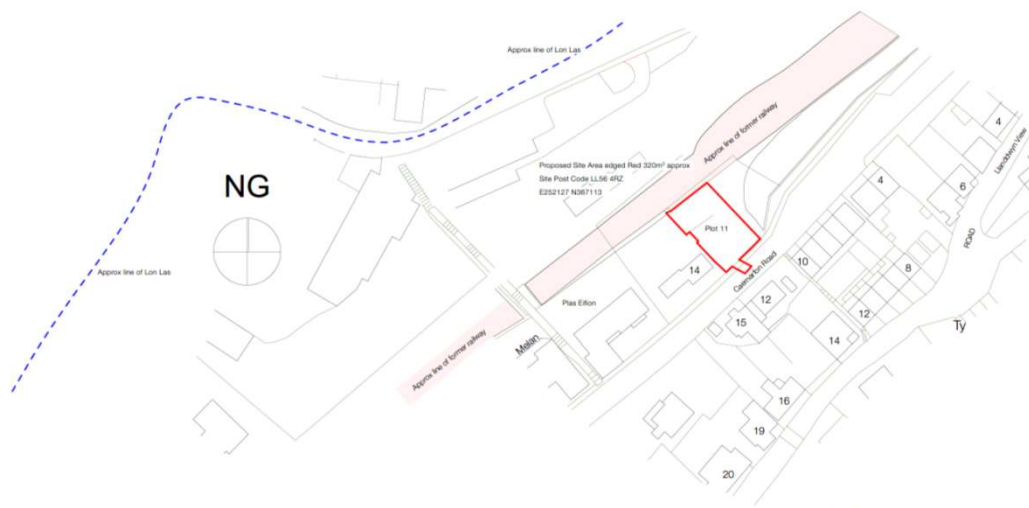 Approx line of Lon Las
Approx line of former railway
4
Llanddwyn View
Proposed Site Area edged Red 320m² approx
Site Post Code LL56 4RZ
E252127 N367113
NG
4
6
Plot 11
ROAD
Approx line of Lon Las
14
Caernarfon Road
10
8
Plas Eifion
12
15
12
Ty
Melan
14
Approx line of former railway
16
19
20